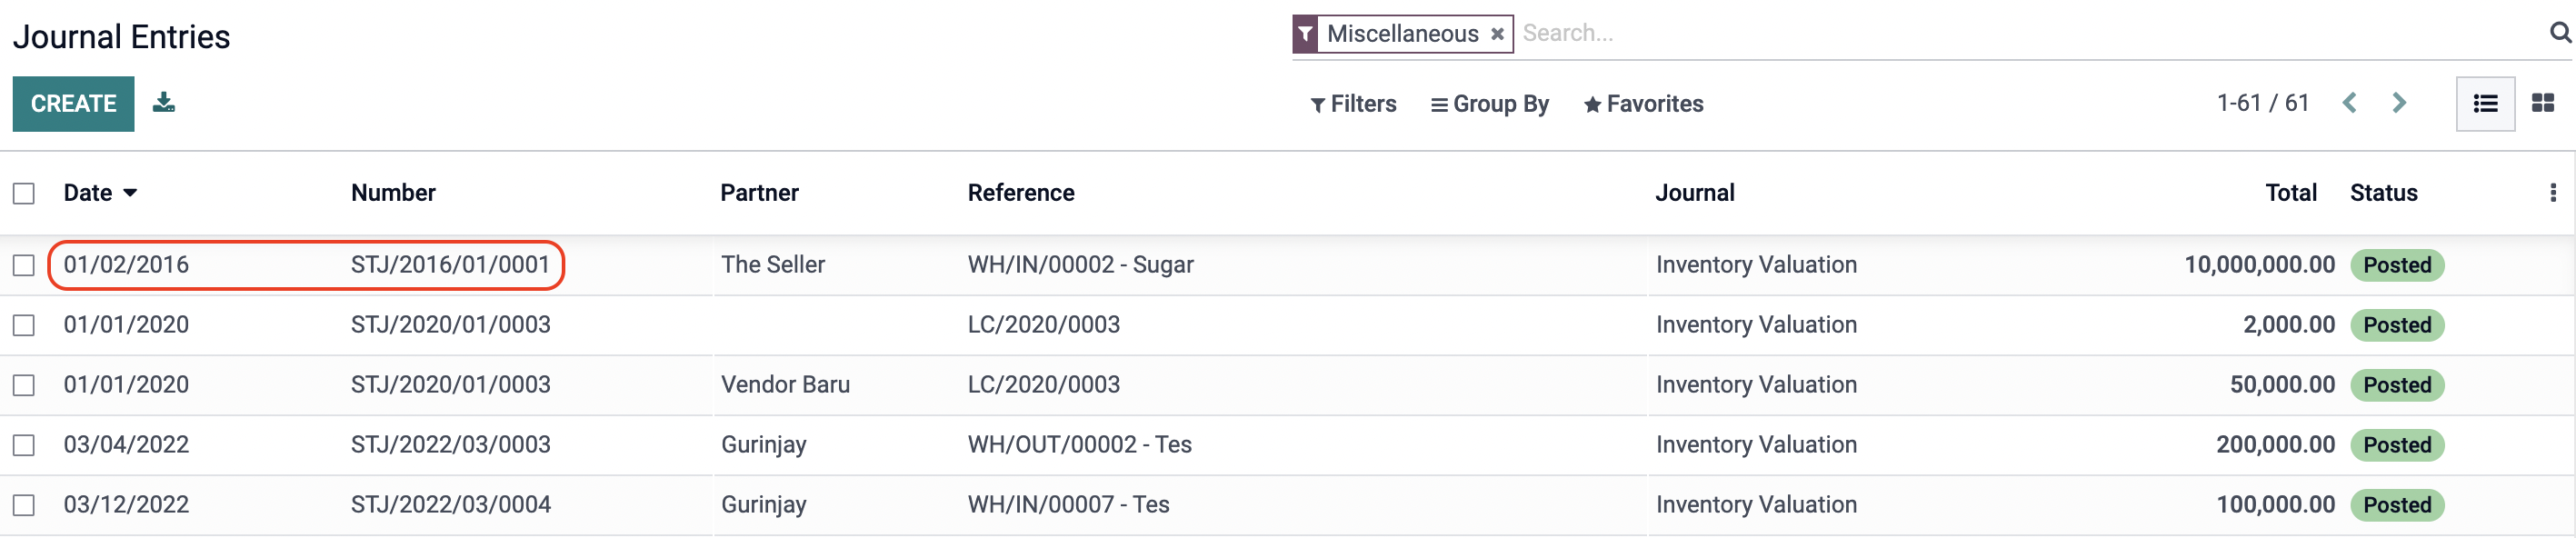 Journal Entries
Miscellaneous Search...
CREATE Filters Group By Favorites 1-61 / 61
Date Number Partner Reference Journal Total Status
01/02/2016 STJ/2016/01/0001 The Seller WH/IN/00002 - Sugar Inventory Valuation 10,000,000.00 Posted
01/01/2020 STJ/2020/01/0003 LC/2020/0003 Inventory Valuation 2,000.00 Posted
01/01/2020 STJ/2020/01/0003 Vendor Baru LC/2020/0003 Inventory Valuation 50,000.00 Posted
03/04/2022 STJ/2022/03/0003 Gurinjay WH/OUT/00002 - Tes Inventory Valuation 200,000.00 Posted
03/12/2022 STJ/2022/03/0004 Gurinjay WH/IN/00007 - Tes Inventory Valuation 100,000.00 Posted